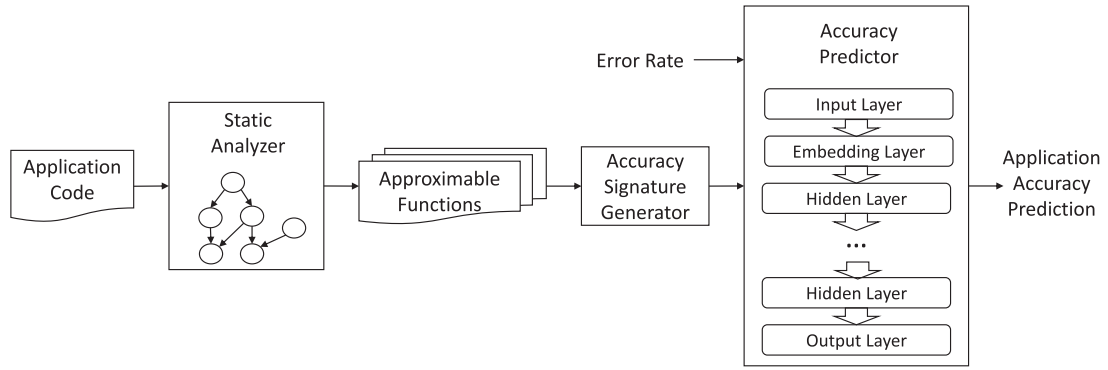 Application
Code
Static
Analyzer
Approximable
Functions
Accuracy
Signature
Generator
Error Rate
Accuracy
Predictor
Input Layer
Embedding Layer
Hidden Layer
...
Hidden Layer
Output Layer
Application
Accuracy
Prediction